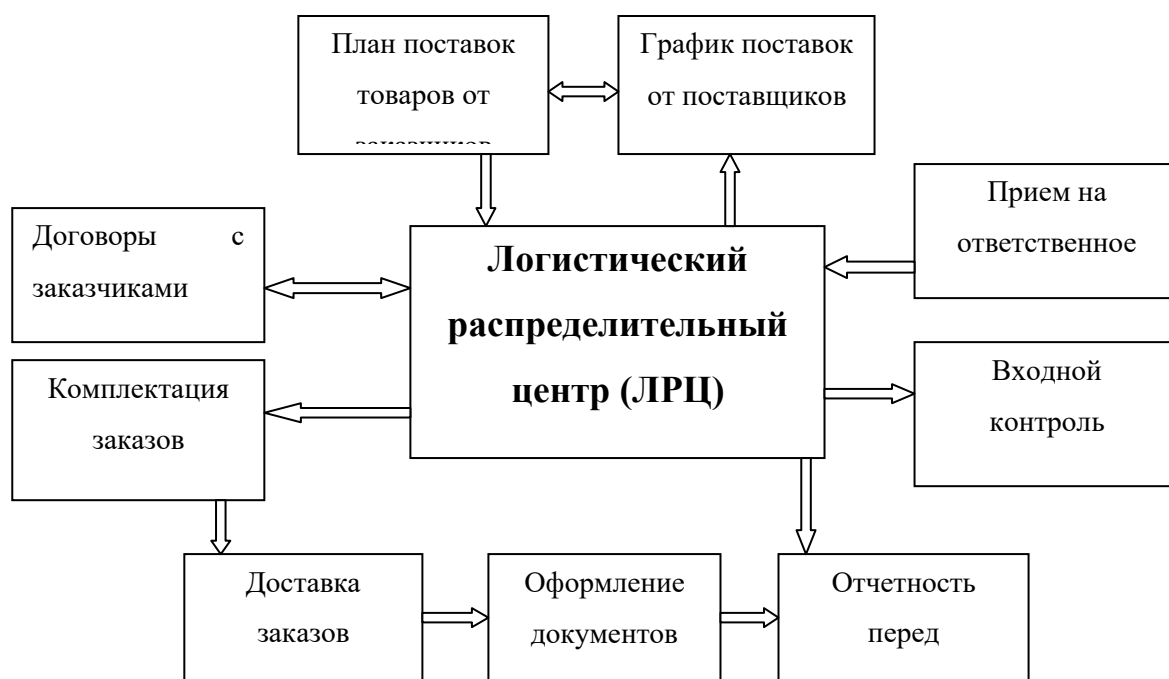 План поставок
товаров от
График поставок
от поставщиков
Прием на
ответственное
Договоры с
заказчиками
Логистический
распределительный
центр (ЛРЦ)
Входной
контроль
Комплектация
заказов
Доставка
заказов
Оформление
документов
Отчетность
перед